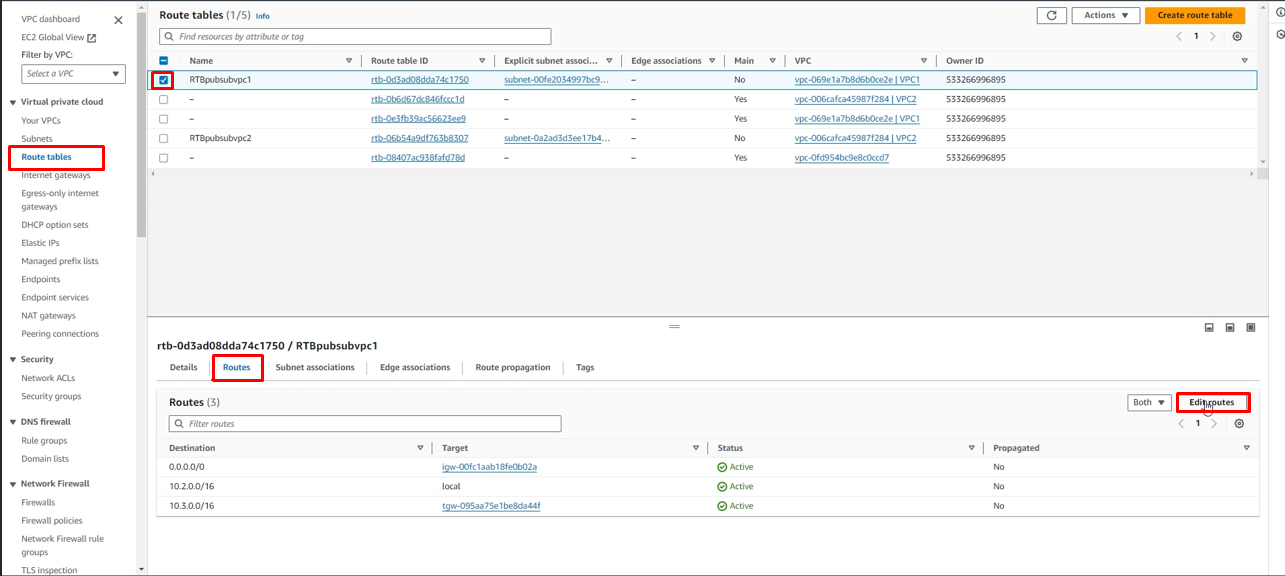 VPC dashboard
EC2 Global View
Filter by VPC:
Select a VPC
Virtual private cloud
Your VPCs
Subnets
Route tables
Internet gateways
Egress-only internet
gateways
DHCP option sets
Elastic IPs
Managed prefix lists
Endpoints
Endpoint services
NAT gateways
Peering connections
Security
Network ACLs
Security groups
DNS firewall
Rule groups
Domain lists
Network Firewall
Firewalls
Firewall policies
Network Firewall rule
groups
TLS inspection
Route tables (1/5) Info
Actions
Create route table
Find resources by attribute or tag
1
Name Route table ID Explicit subnet associ... Edge associations Main VPC Owner ID
RTBpubsubvpc1 rtb-0d3ad08dda74c1750 subnet-00fe2034997bc9... – No vpc-069e1a7b8d6b0ce2e | VPC1 533266996895
– rtb-0b6d67dc846fccc1d – – Yes vpc-006cafca45987f284 | VPC2 533266996895
– rtb-0e3fb39ac56623ee9 – – Yes vpc-069e1a7b8d6b0ce2e | VPC1 533266996895
RTBpubsubvpc2 rtb-06b54a9df763b8307 subnet-0a2ad3d3ee17b4... – No vpc-006cafca45987f284 | VPC2 533266996895
– rtb-08407ac938fafd78d – – Yes vpc-0fd954bc9e8c0ccd7 533266996895
rtb-0d3ad08dda74c1750 / RTBpubsubvpc1
Details Routes Subnet associations Edge associations Route propagation Tags
Routes (3)
Both
Edit routes
Filter routes
1
Destination Target Status Propagated
0.0.0.0/0 igw-00fc1aab18fe0b02a Active No
10.2.0.0/16 local Active No
10.3.0.0/16 tgw-095aa75e1be8da44f Active No